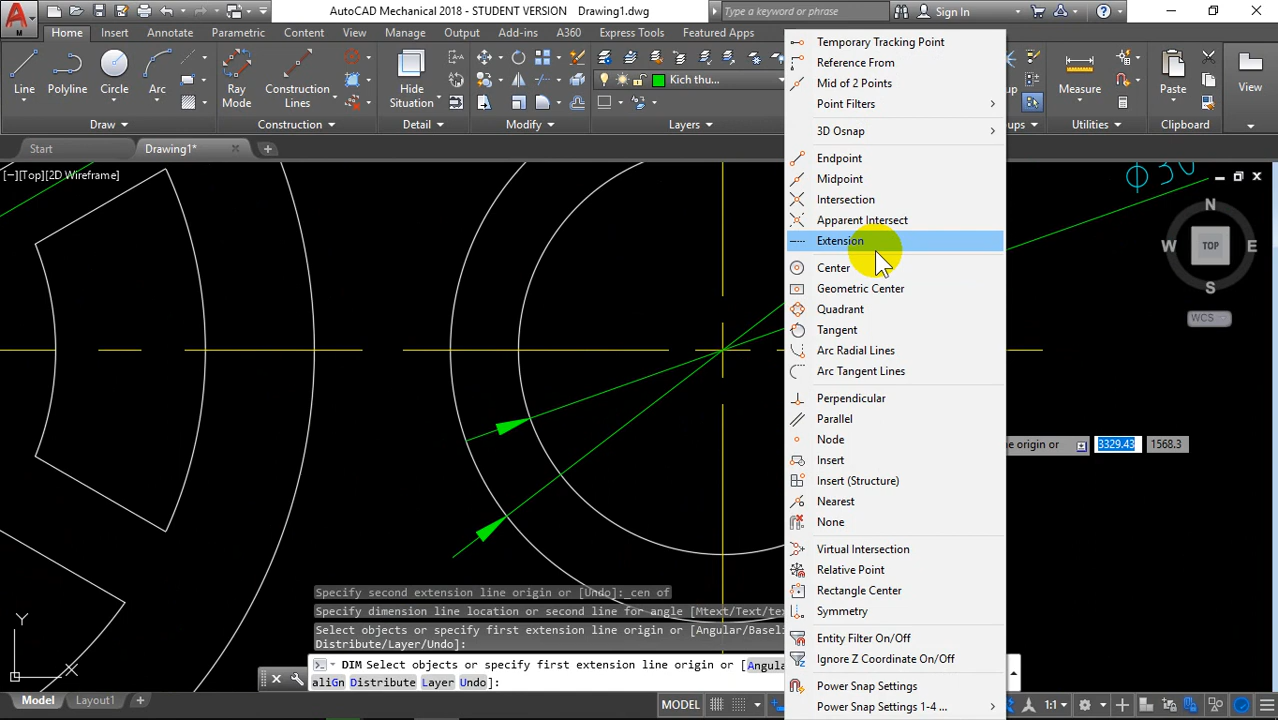 AutoCAD Mechanical 2018 - STUDENT VERSION Drawing1.dwg
Type a keyword or phrase
Sign In
Home Insert Annotate Parametric Content View Manage Output Add-ins A360 Express Tools Featured Apps
Line Polyline Circle Arc
Ray Mode
Construction Lines
Hide Situation
Kich thu...
Measure
Paste
View
Draw Construction Detail Modify Layers Utilities Clipboard
Start Drawing1*
[−][Top][2D Wireframe]
Temporary Tracking Point
Reference From
Mid of 2 Points
Point Filters
3D Osnap
Endpoint
Midpoint
Intersection
Apparent Intersect
Extension
Center
Geometric Center
Quadrant
Tangent
Arc Radial Lines
Arc Tangent Lines
Perpendicular
Parallel
Node
Insert
Insert (Structure)
Nearest
None
Virtual Intersection
Relative Point
Rectangle Center
Symmetry
Entity Filter On/Off
Ignore Z Coordinate On/Off
Power Snap Settings
Power Snap Settings 1-4 ...
N
W TOP E
S
WCS
ne origin or 3329.43 1568.3
Specify second extension line origin or [Undo]:_cen of
Specify dimension line location or second line for angle [Mtext/Text/te
Select objects or specify first extension line origin or [Angular/Base
Distribute/Layer/Undo]:
DIM Select objects or specify first extension line origin or [Angula
aliGn Distribute Layer Undo]:
Y
X
Model Layout1
MODEL
1:1